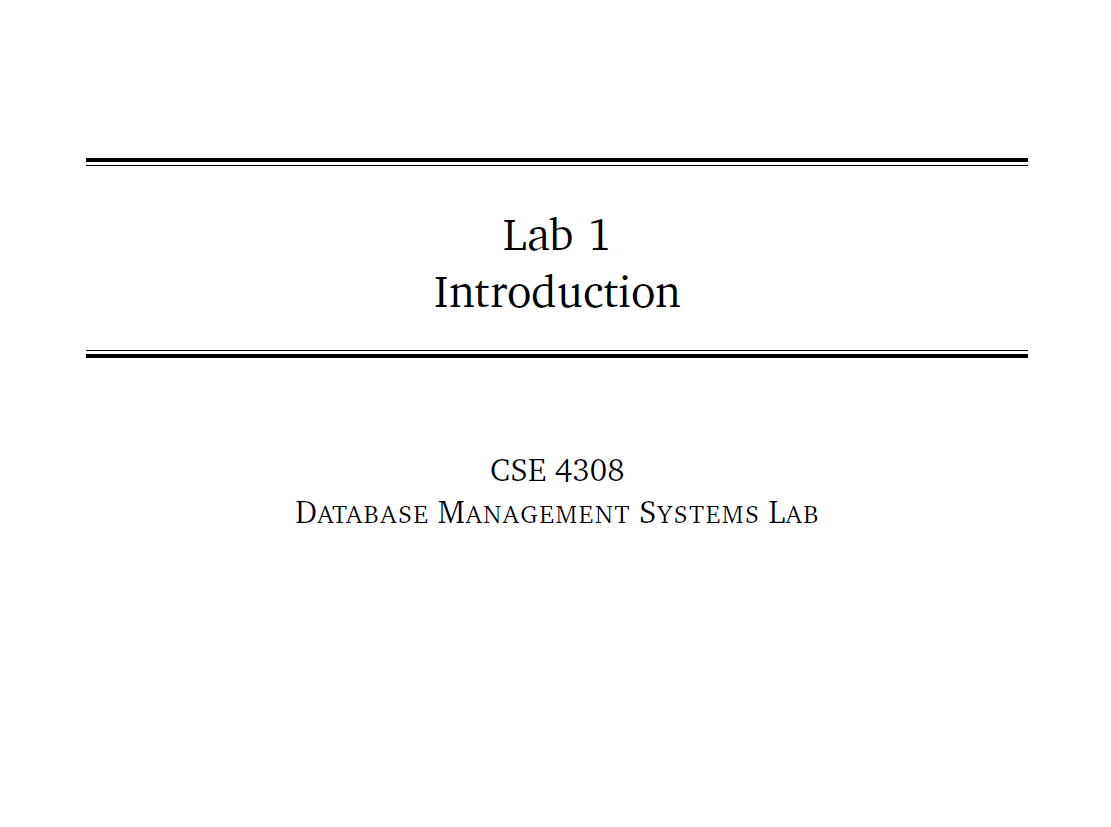 Lab 1
Introduction
CSE 4308
Database Management Systems Lab